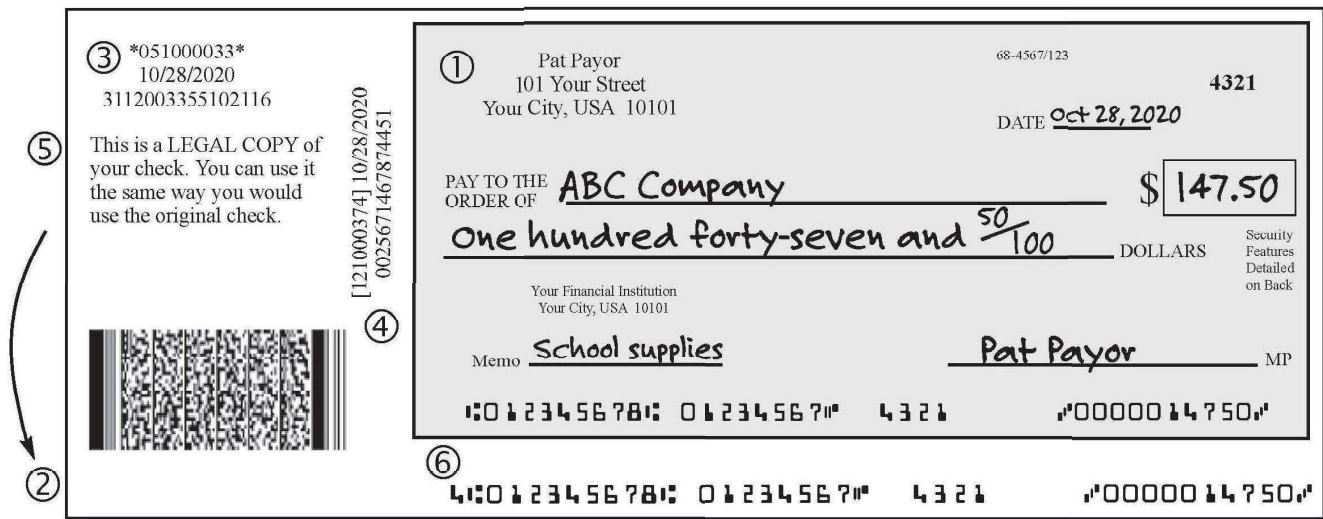 ③ *051000033*
10/28/2020
3112003355102116
⑤ This is a LEGAL COPY of
your check. You can use it
the same way you would
use the original check.
[121000374] 10/28/2020
0025671467874451
④
②
① Pat Payor
101 Your Street
Your City, USA 10101
68-4567/123
4321
DATE Oct 28, 2020
PAY TO THE
ORDER OF ABC Company $ 147.50
One hundred forty-seven and 50/100 DOLLARS
Security
Features
Detailed
on Back
Your Financial Institution
Your City, USA 10101
Memo School supplies Pat Payor MP
⑆012345678⑆ 01234567⑈ 4321 ⑇0000014750⑇
⑥
4⑆012345678⑆ 01234567⑈ 4321 ⑇0000014750⑇